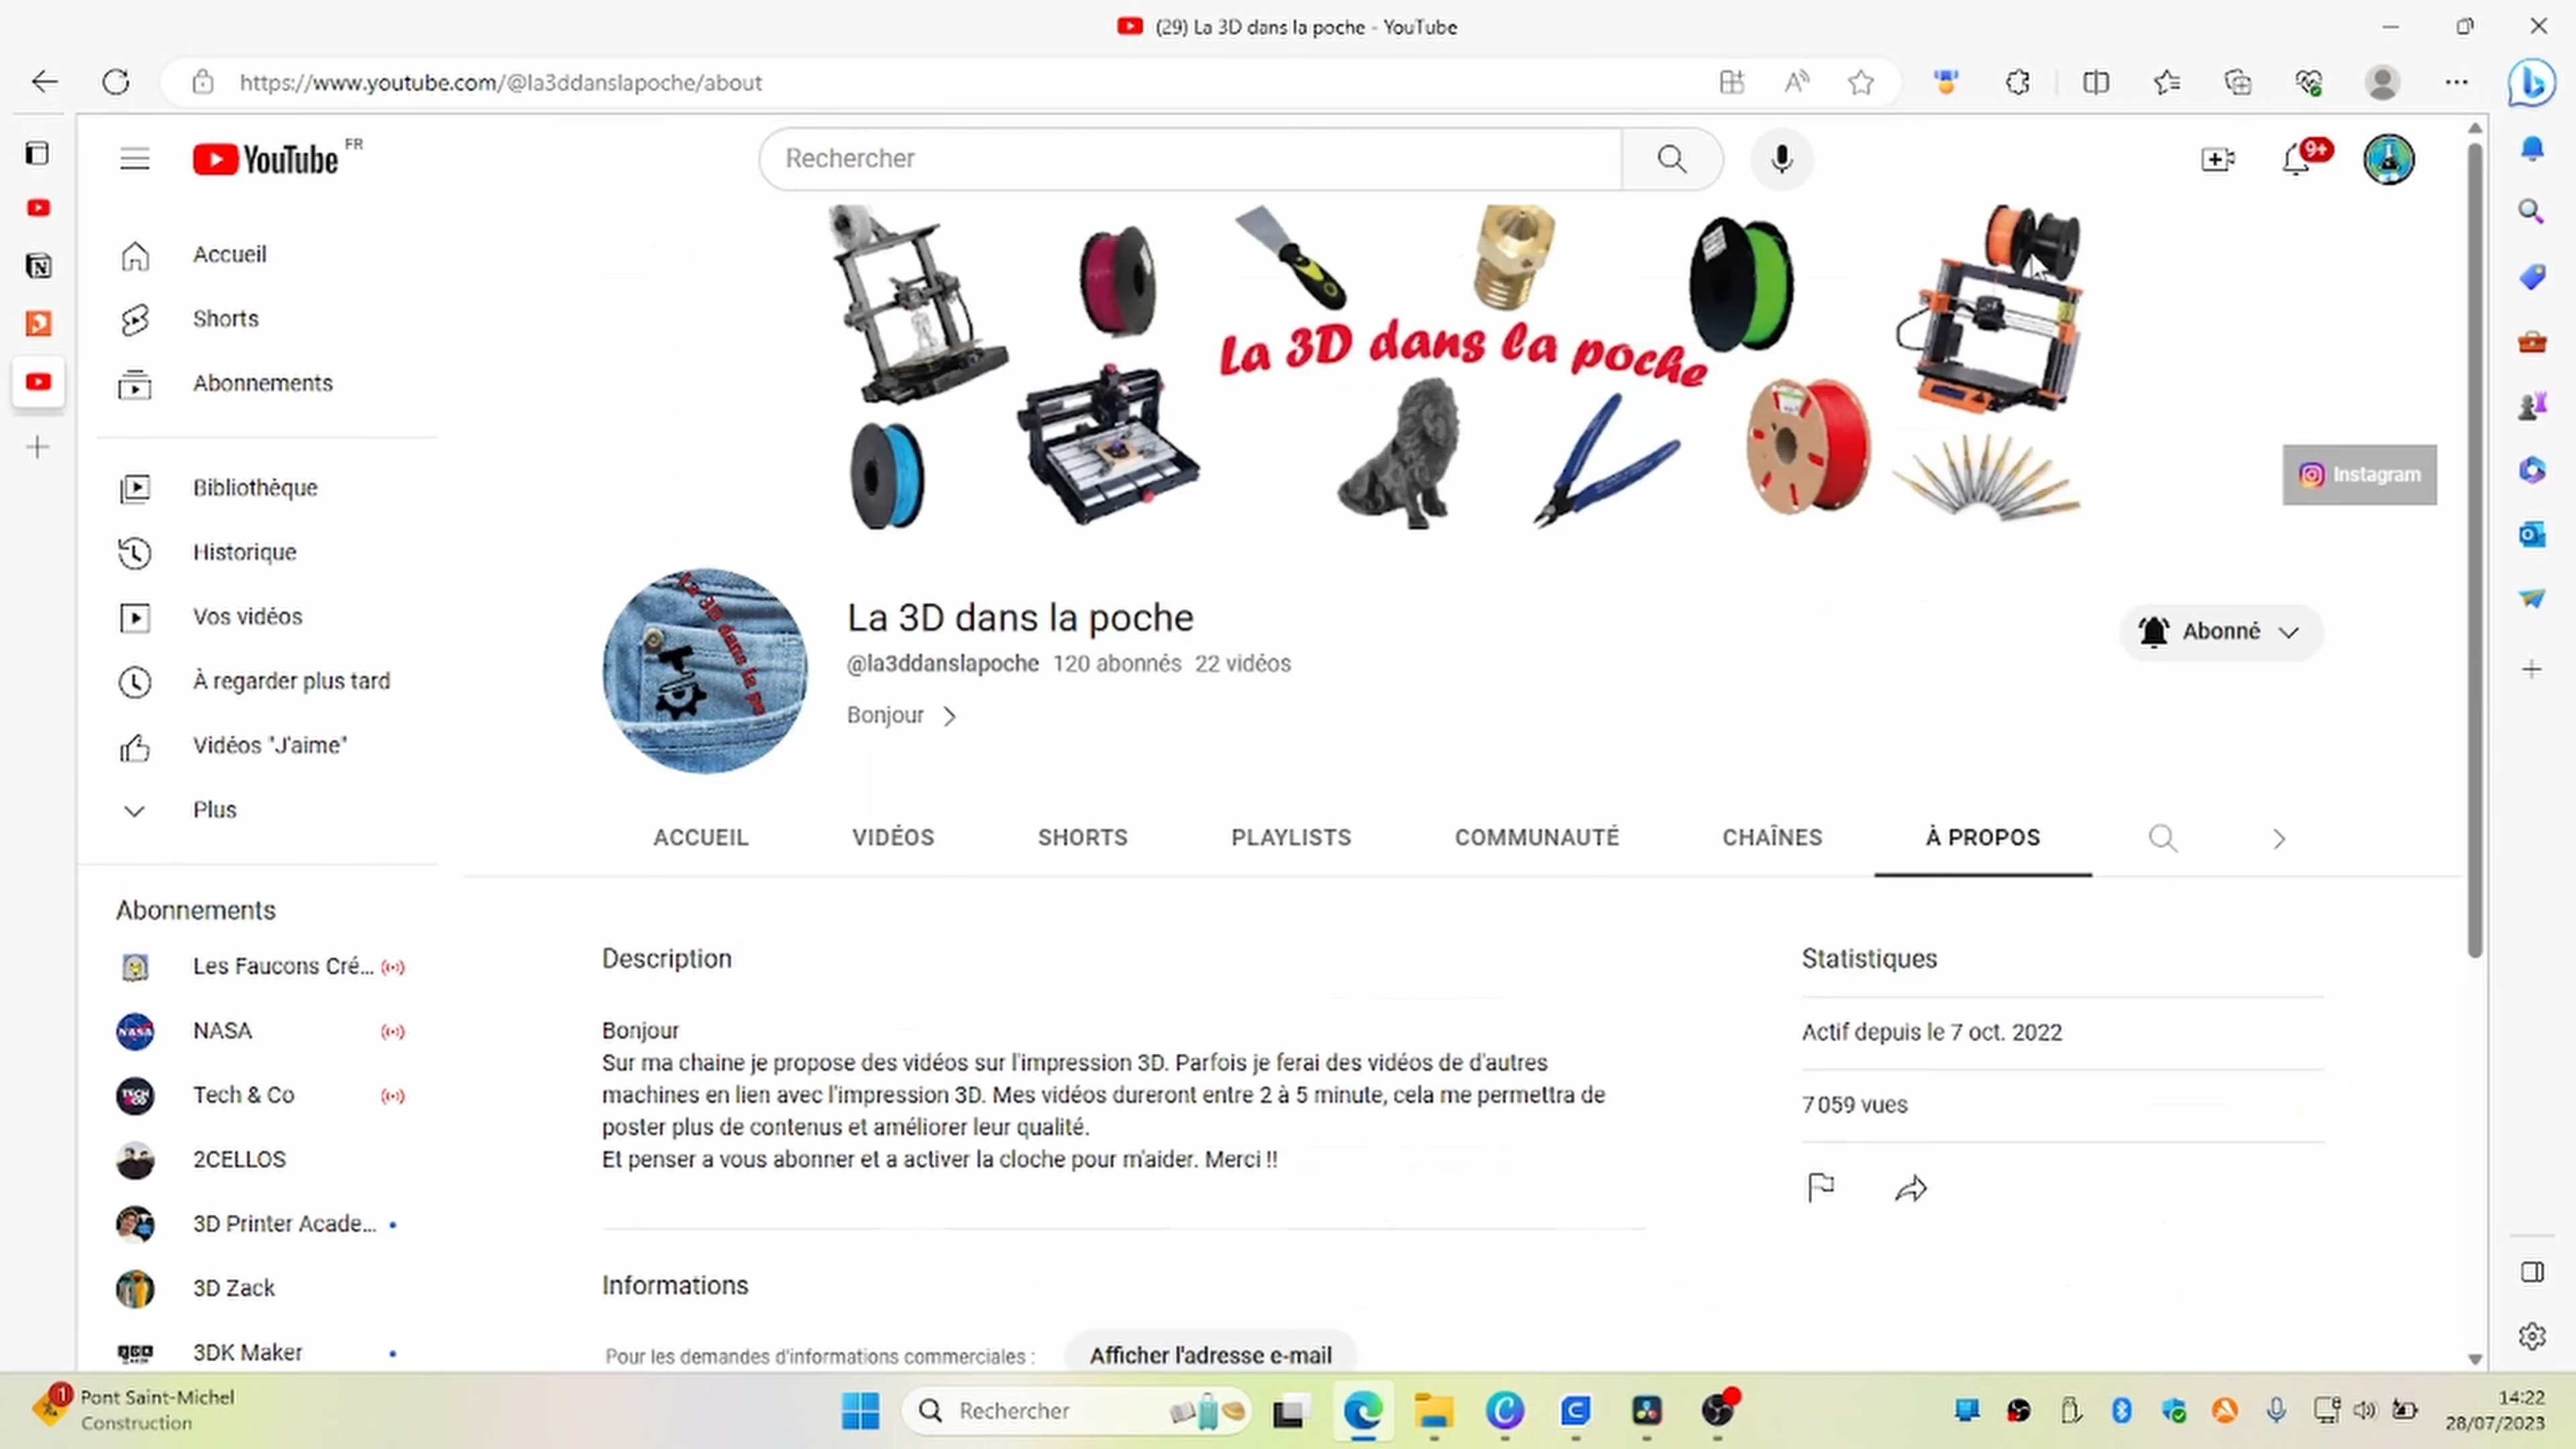 (29) La 3D dans la poche - YouTube
https://www.youtube.com/@la3ddanslapoche/about
YouTube FR
Rechercher
9+
Accueil
Shorts
Abonnements
Bibliothèque
Historique
Vos vidéos
À regarder plus tard
Vidéos "J'aime"
Plus
Abonnements
Les Faucons Cré...
NASA
Tech & Co
2CELLOS
3D Printer Acade...
3D Zack
3DK Maker
La 3D dans la poche
Instagram
La 3D dans la po
La 3D dans la poche
@la3ddanslapoche 120 abonnés 22 vidéos
Bonjour
Abonné
ACCUEIL VIDÉOS SHORTS PLAYLISTS COMMUNAUTÉ CHAÎNES À PROPOS
Description
Bonjour
Sur ma chaine je propose des vidéos sur l'impression 3D. Parfois je ferai des vidéos de d'autres
machines en lien avec l'impression 3D. Mes vidéos dureront entre 2 à 5 minute, cela me permettra de
poster plus de contenus et améliorer leur qualité.
Et penser a vous abonner et a activer la cloche pour m'aider. Merci !!
Informations
Pour les demandes d'informations commerciales : Afficher l'adresse e-mail
Statistiques
Actif depuis le 7 oct. 2022
7 059 vues
1
Pont Saint-Michel
Construction
Rechercher
14:22
28/07/2023